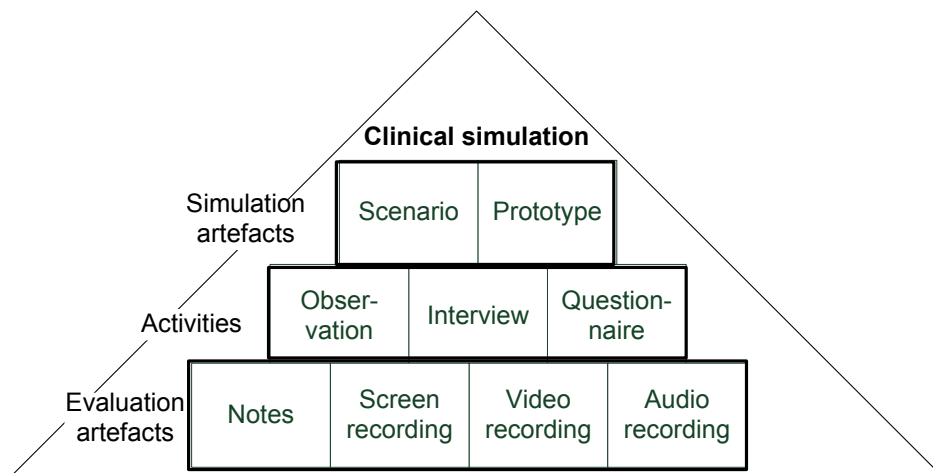 Clinical simulation
Simulation
artefacts
Scenario
Prototype
Activities
Obser-
vation
Interview
Question-
naire
Evaluation
artefacts
Notes
Screen
recording
Video
recording
Audio
recording